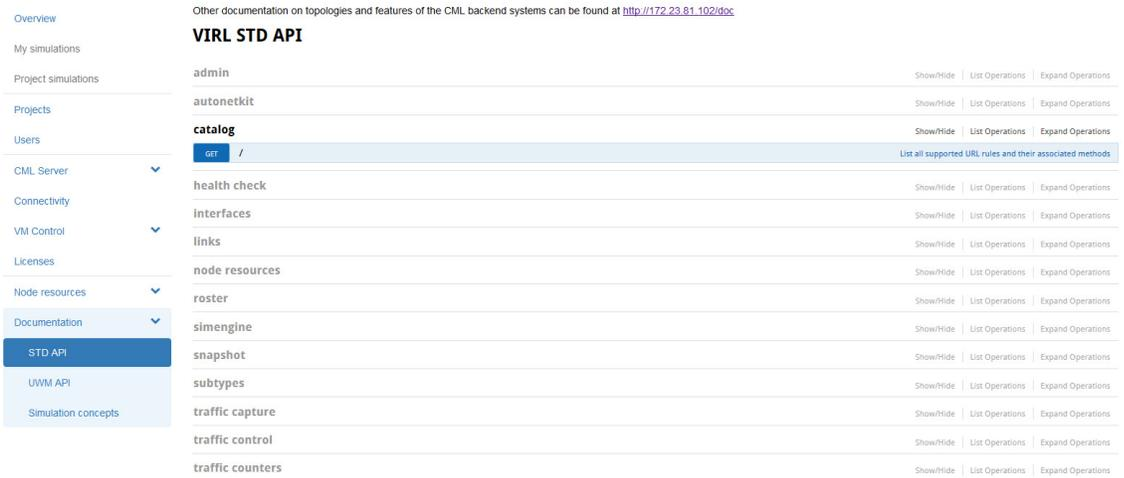 Overview
My simulations
Project simulations
Projects
Users
CML Server
Connectivity
VM Control
Licenses
Node resources
Documentation
STD API
UWM API
Simulation concepts
Other documentation on topologies and features of the CML backend systems can be found at http://172.23.81.102/doc
VIRL STD API
admin Show/Hide List Operations Expand Operations
autonetkit Show/Hide List Operations Expand Operations
catalog Show/Hide List Operations Expand Operations
GET / List all supported URL rules and their associated methods
health check Show/Hide List Operations Expand Operations
interfaces Show/Hide List Operations Expand Operations
links Show/Hide List Operations Expand Operations
node resources Show/Hide List Operations Expand Operations
roster Show/Hide List Operations Expand Operations
simengine Show/Hide List Operations Expand Operations
snapshot Show/Hide List Operations Expand Operations
subtypes Show/Hide List Operations Expand Operations
traffic capture Show/Hide List Operations Expand Operations
traffic control Show/Hide List Operations Expand Operations
traffic counters Show/Hide List Operations Expand Operations